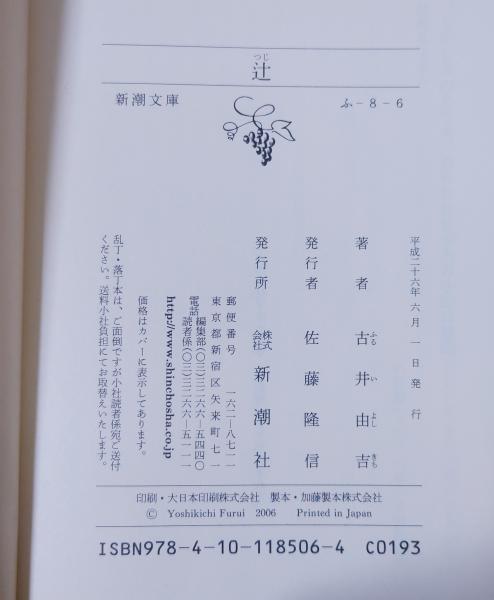 つじ
辻
新潮文庫
ふ-8-6
平成二十六年六月一日発行
著者 古井由吉
ふるいよしきち
発行者 佐藤隆信
発行所 株式会社 新潮社
郵便番号 一六二―八七一一
東京都新宿区矢来町七一
電話 編集部(〇三)三二六六―五四四〇
読者係(〇三)三二六六―五一一一
http://www.shinchosha.co.jp
価格はカバーに表示してあります。
乱丁・落丁本は、ご面倒ですが小社読者係宛ご送付
ください。送料小社負担にてお取替えいたします。
印刷・大日本印刷株式会社 製本・加藤製本株式会社
© Yoshikichi Furui 2006 Printed in Japan
ISBN978-4-10-118506-4 C0193